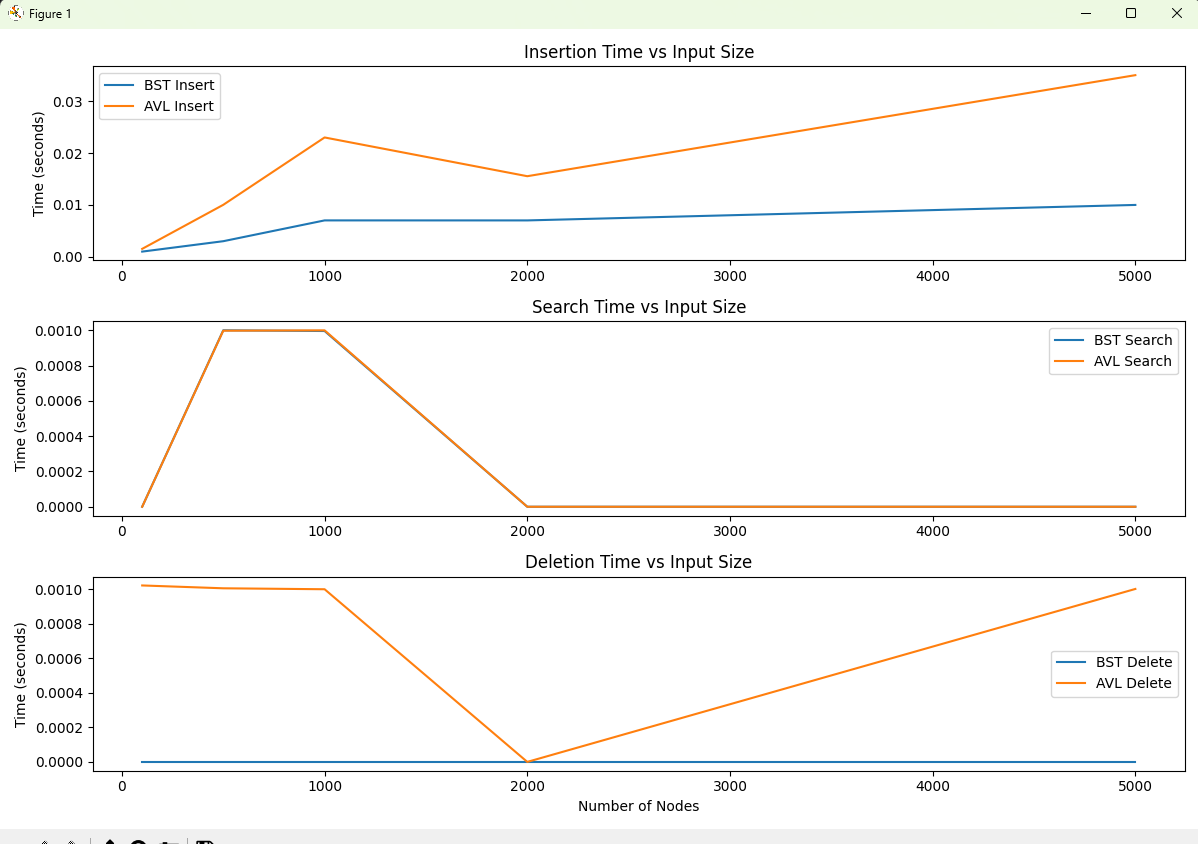 Figure 1
Insertion Time vs Input Size
BST Insert
AVL Insert
Time (seconds)
0.03
0.02
0.01
0.00
0 1000 2000 3000 4000 5000
Search Time vs Input Size
BST Search
AVL Search
Time (seconds)
0.0010
0.0008
0.0006
0.0004
0.0002
0.0000
0 1000 2000 3000 4000 5000
Deletion Time vs Input Size
BST Delete
AVL Delete
Time (seconds)
0.0010
0.0008
0.0006
0.0004
0.0002
0.0000
0 1000 2000 3000 4000 5000
Number of Nodes